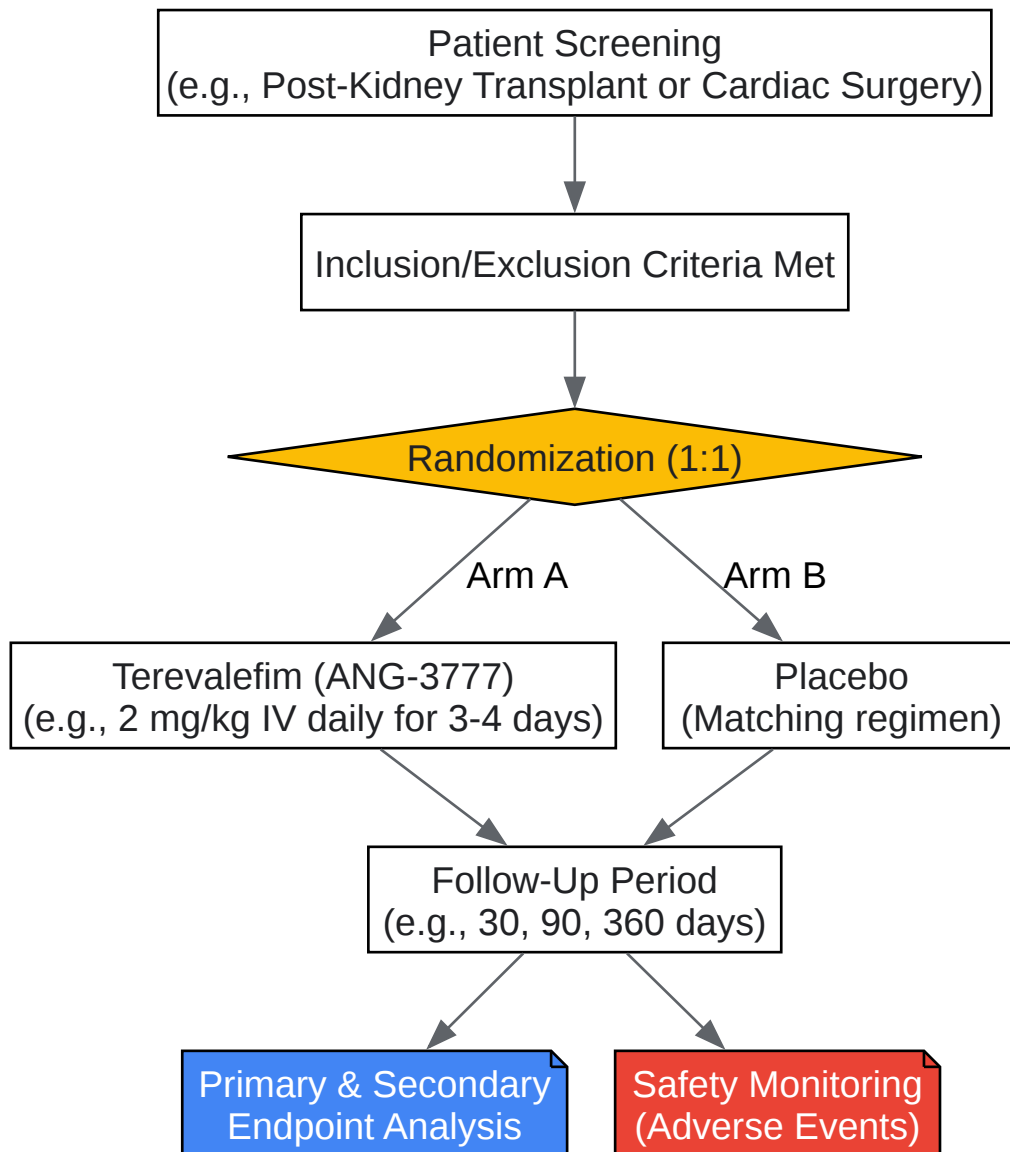 Patient Screening
(e.g., Post-Kidney Transplant or Cardiac Surgery)
Inclusion/Exclusion Criteria Met
Randomization (1:1)
Arm A
Arm B
Terevalefim (ANG-3777)
(e.g., 2 mg/kg IV daily for 3-4 days)
Placebo
(Matching regimen)
Follow-Up Period
(e.g., 30, 90, 360 days)
Primary & Secondary
Endpoint Analysis
Safety Monitoring
(Adverse Events)